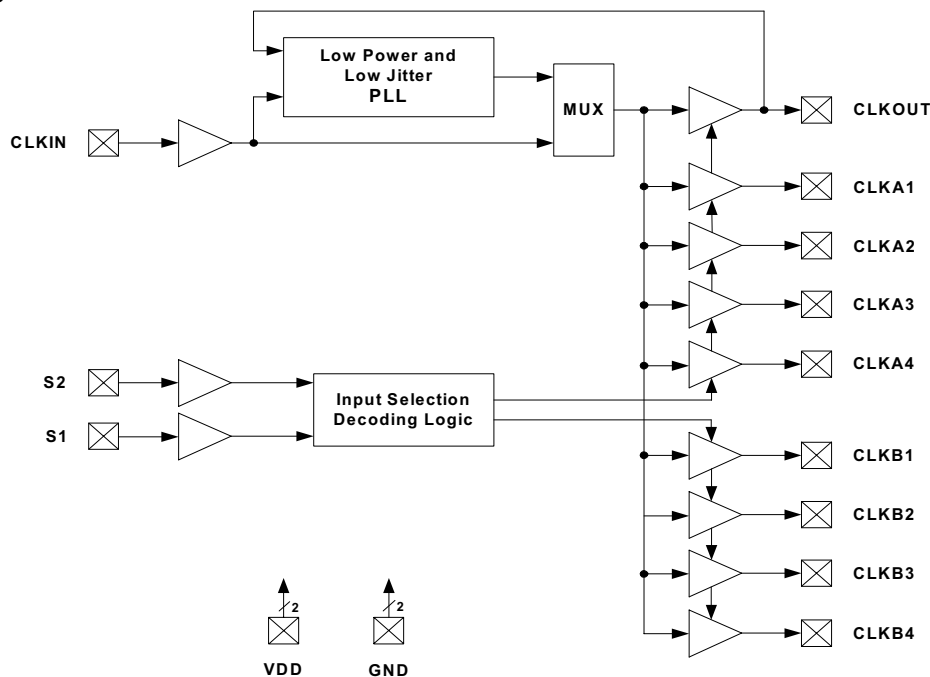 Low Power and
Low Jitter
PLL
MUX
CLKIN
CLKOUT
CLKA1
CLKA2
CLKA3
CLKA4
S2
S1
Input Selection
Decoding Logic
CLKB1
CLKB2
CLKB3
CLKB4
2
2
VDD
GND